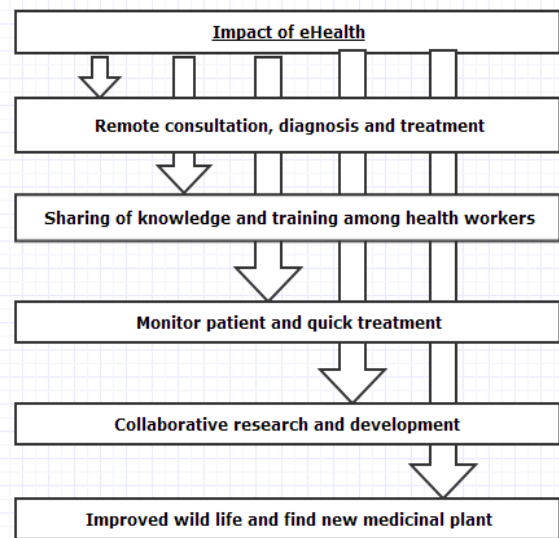 Impact of eHealth
Remote consultation, diagnosis and treatment
Sharing of knowledge and training among health workers
Monitor patient and quick treatment
Collaborative research and development
Improved wild life and find new medicinal plant